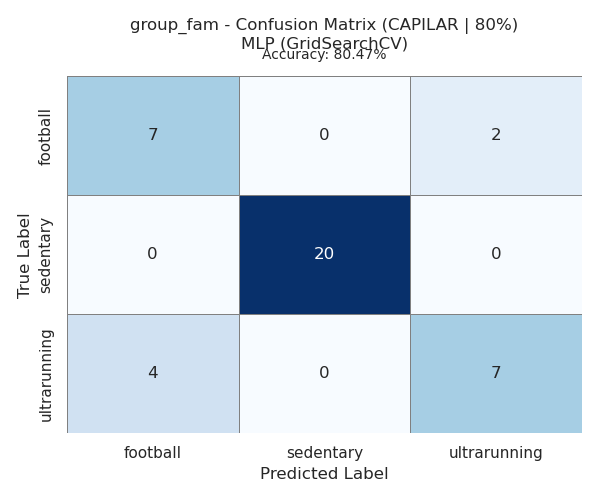 group_fam - Confusion Matrix (CAPILAR | 80%)
MLP (GridSearchCV)
Accuracy: 80.47%
football
7
0
2
True Label
sedentary
0
20
0
ultrarunning
4
0
7
football
sedentary
ultrarunning
Predicted Label